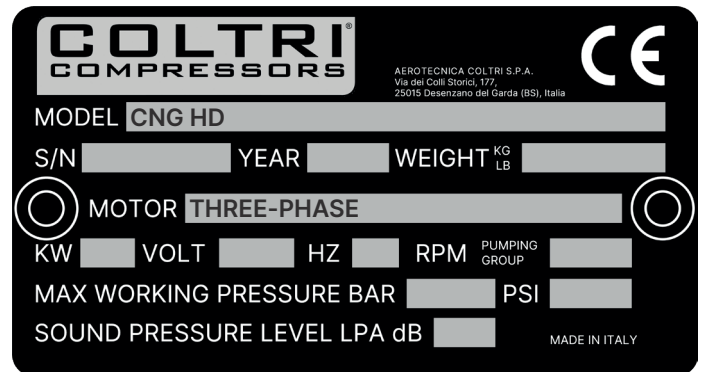 COLTRI®
COMPRESSORS
AEROTECNICA COLTRI S.P.A.
Via dei Colli Storici, 177,
25015 Desenzano del Garda (BS), Italia
CE
MODEL CNG HD
S/N YEAR WEIGHT KG LB
MOTOR THREE-PHASE
KW VOLT HZ RPM PUMPING GROUP
MAX WORKING PRESSURE BAR PSI
SOUND PRESSURE LEVEL LPA dB
MADE IN ITALY